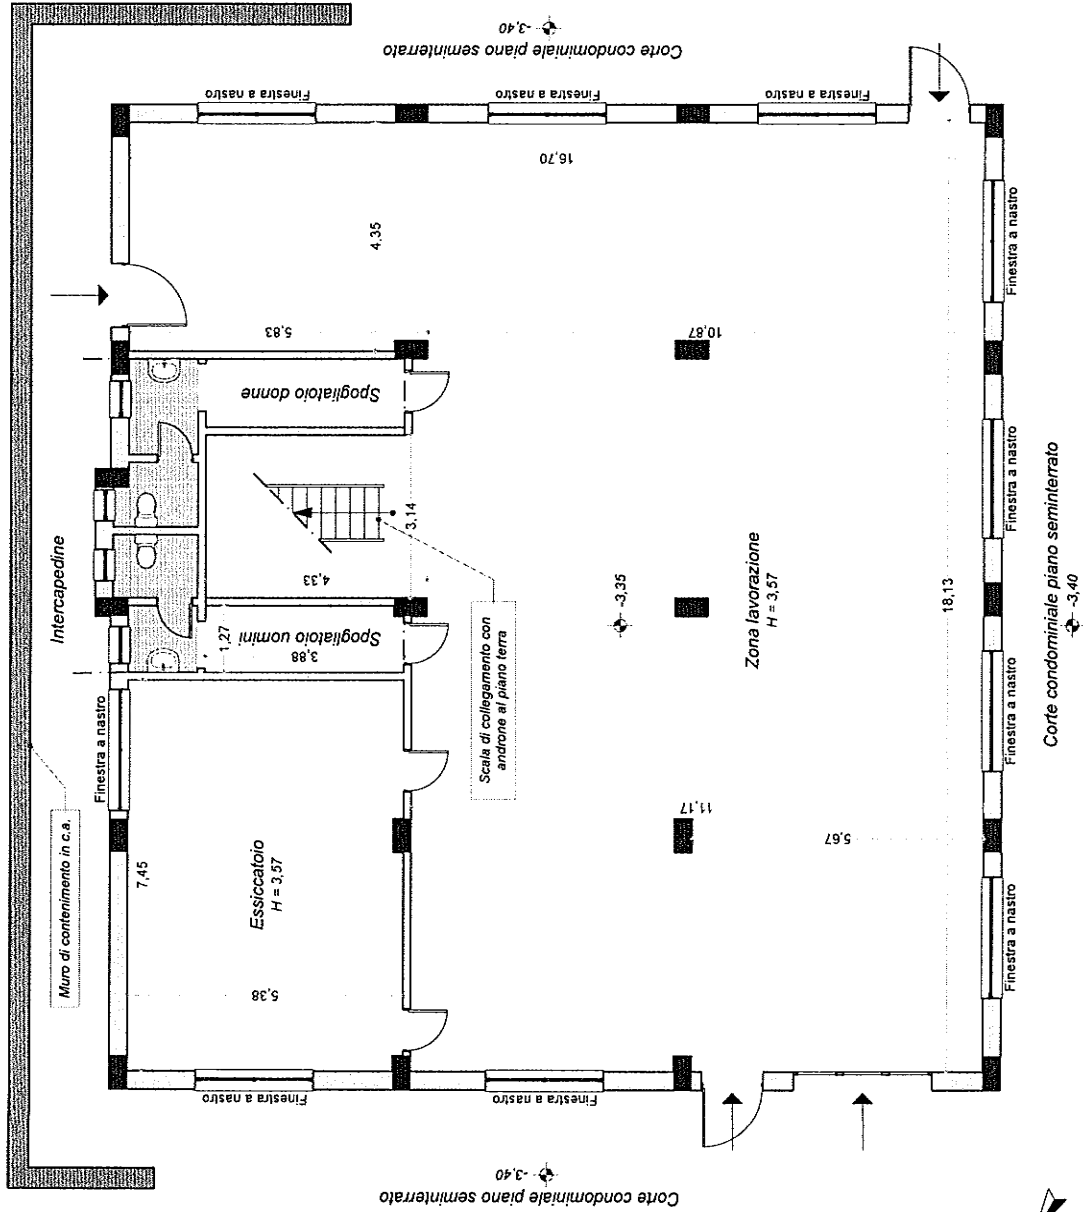 -3,40
Corte condominiale piano seminterrato
Finestra a nastro
Finestra a nastro
Finestra a nastro
16,70
4,35
Finestra a nastro
5,83
10,87
Spogliatoio donne
Intercapedine
3,14
4,33
Finestra a nastro
Corte condominiale piano seminterrato
-3,40
18,13
-3,35
Zona lavorazione
H = 3,57
Spogliatoio uomini
1,27
3,88
Scala di collegamento con
androne al piano terra
Finestra a nastro
Finestra a nastro
Muro di contenimento in c.a.
7,45
Essiccatoio
H = 3,57
11,17
5,67
5,38
Finestra a nastro
Finestra a nastro
Finestra a nastro
-3,40
Corte condominiale piano seminterrato